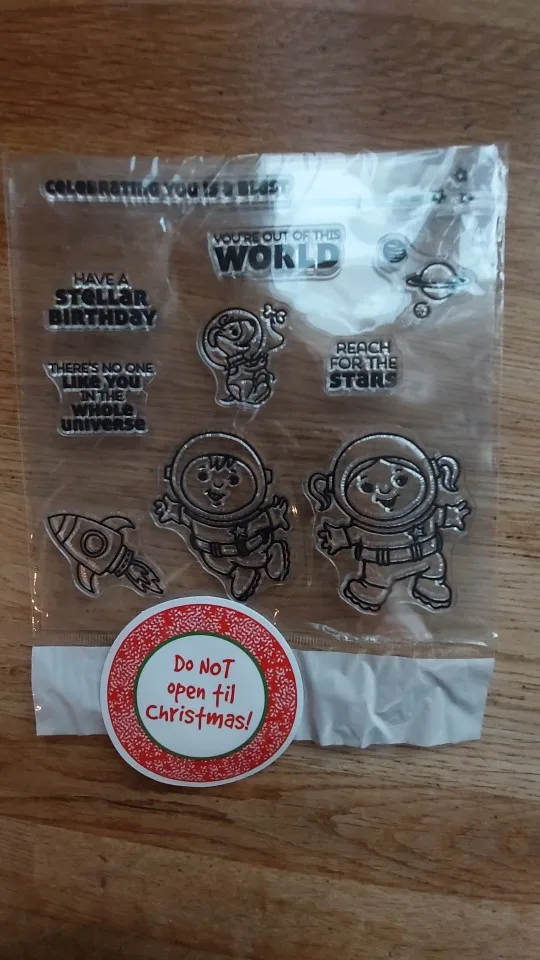 CELEBRATING YOU IS A BLAST
YOU'RE OUT OF THIS
WORLD
HAVE A
STELLAR
BIRTHDAY
REACH
FOR THE
STARS
THERE'S NO ONE
LIKE YOU
IN THE
WHOLE
UNIVERSE
Do NOT
open til
Christmas!